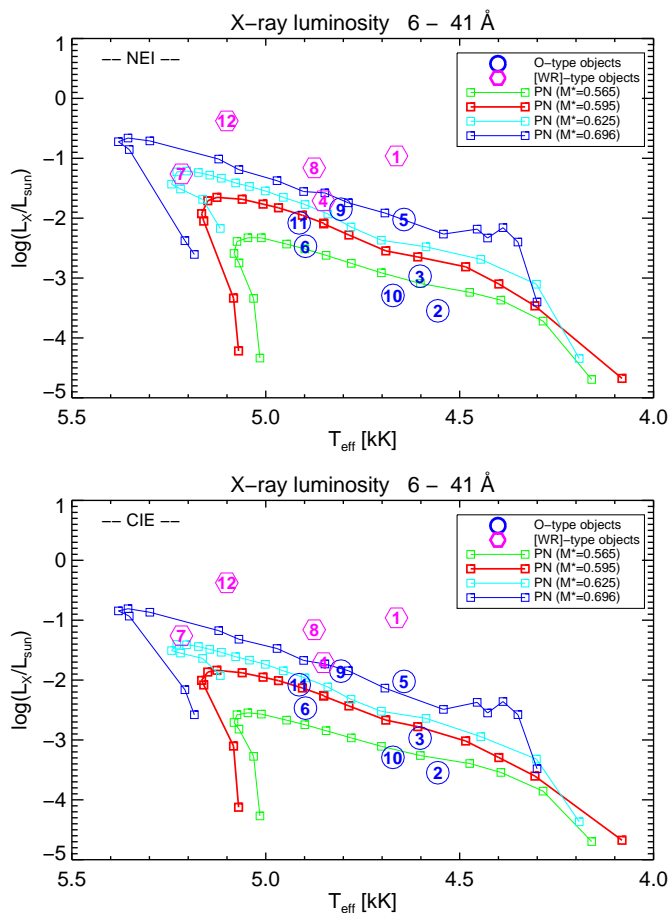 X−ray luminosity 6 − 41 Å
−− NEI −−
O−type objects
[WR]−type objects
PN (M*=0.565)
PN (M*=0.595)
PN (M*=0.625)
PN (M*=0.696)
1
0
−1
−2
−3
−4
−5
log(L_X/L_sun)
12
7
8
1
4
9
5
11
6
3
10
2
5.5 5.0 4.5 4.0
T_eff [kK]
X−ray luminosity 6 − 41 Å
−− CIE −−
O−type objects
[WR]−type objects
PN (M*=0.565)
PN (M*=0.595)
PN (M*=0.625)
PN (M*=0.696)
1
0
−1
−2
−3
−4
−5
log(L_X/L_sun)
12
7
8
1
4
9
5
11
6
3
10
2
5.5 5.0 4.5 4.0
T_eff [kK]